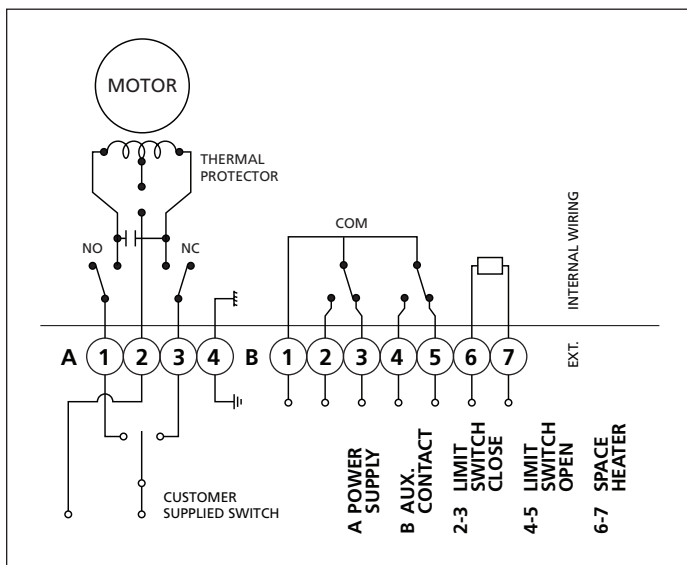 MOTOR
THERMAL
PROTECTOR
COM
NO
NC
INTERNAL WIRING
A 1 2 3 4 B 1 2 3 4 5 6 7
EXT.
CUSTOMER
SUPPLIED SWITCH
A POWER
SUPPLY
B AUX.
CONTACT
2-3 LIMIT
SWITCH
CLOSE
4-5 LIMIT
SWITCH
OPEN
6-7 SPACE
HEATER